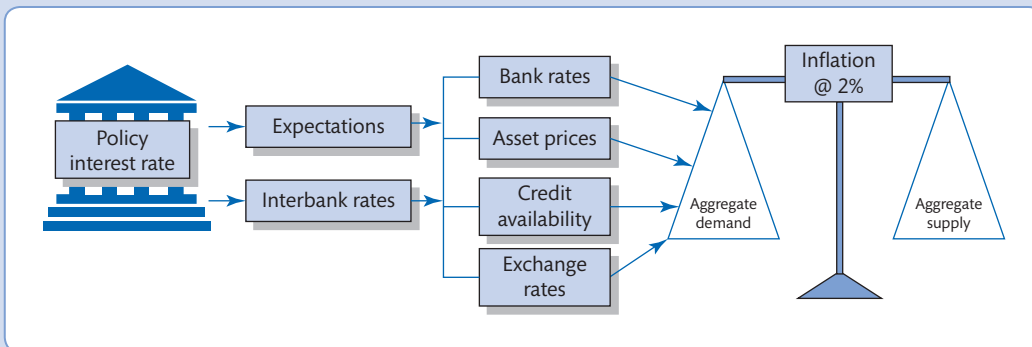 Policy
interest rate
Expectations
Interbank rates
Bank rates
Asset prices
Credit
availability
Exchange
rates
Aggregate
demand
Inflation
@ 2%
Aggregate
supply